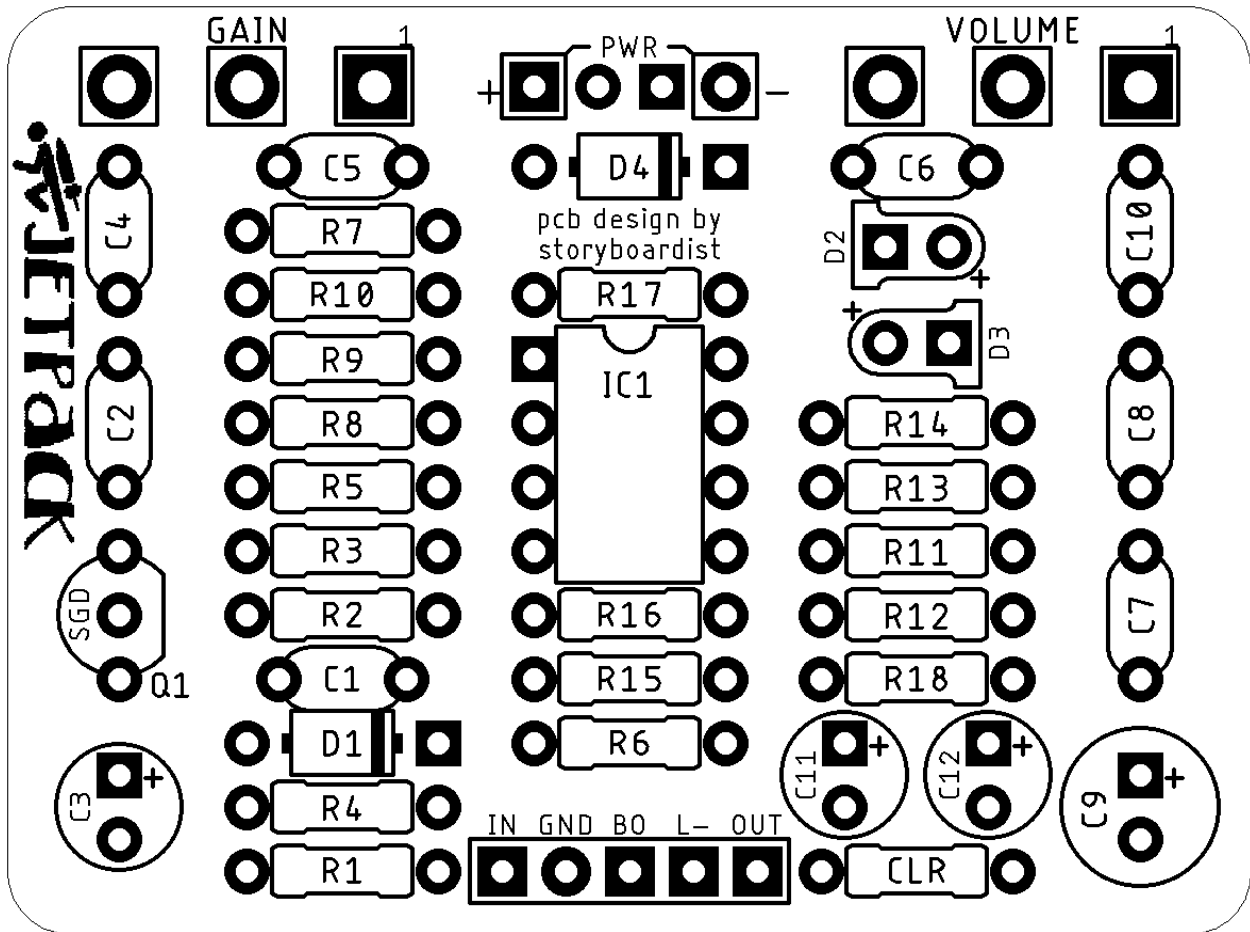 GAIN
1
PWR
+
-
VOLUME
1
C5
D4
C6
C4
R7
pcb design by
storyboardist
D2
+
C10
JETPACK
R10
R17
+
D3
R9
IC1
C2
R8
R14
C8
R5
R13
R3
R11
SGD
Q1
R2
R16
R12
C7
C1
R15
R18
D1
R6
C11
+
C12
+
C3
+
R4
C9
+
IN GND BO L- OUT
R1
CLR